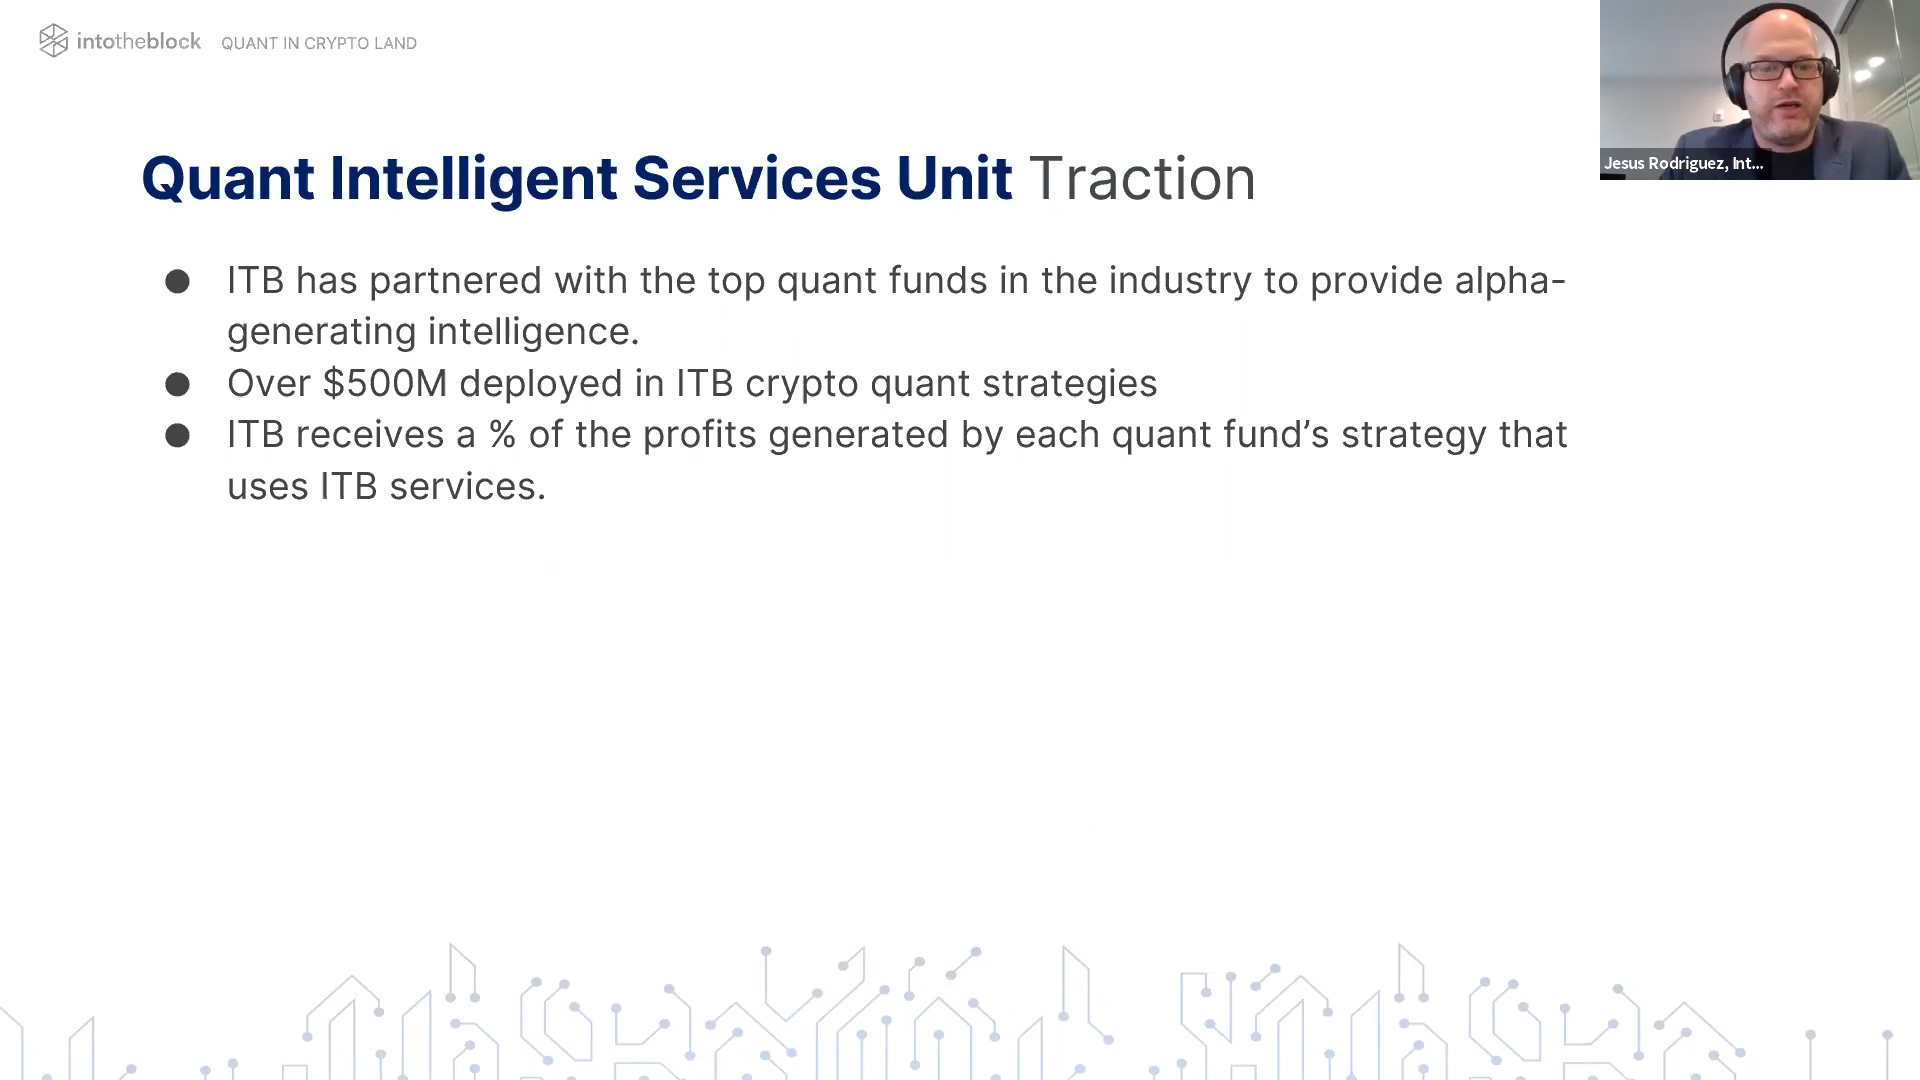 intotheblock QUANT IN CRYPTO LAND
Jesus Rodriguez, Int...
Quant Intelligent Services Unit Traction
● ITB has partnered with the top quant funds in the industry to provide alpha-
generating intelligence.
● Over $500M deployed in ITB crypto quant strategies
● ITB receives a % of the profits generated by each quant fund’s strategy that
uses ITB services.